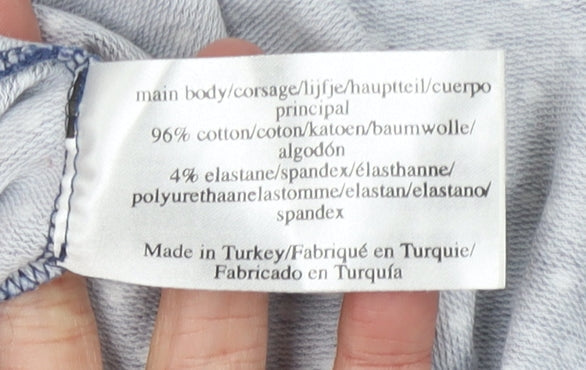 main body/corsage/lijfje/hauptteil/cuerpo
principal
96% cotton/coton/katoen/baumwolle/
algodón
4% elastane/spandex/élasthanne/
polyurethaanelastomme/elastan/elastano/
spandex
Made in Turkey/Fabriqué en Turquie/
Fabricado en Turquía